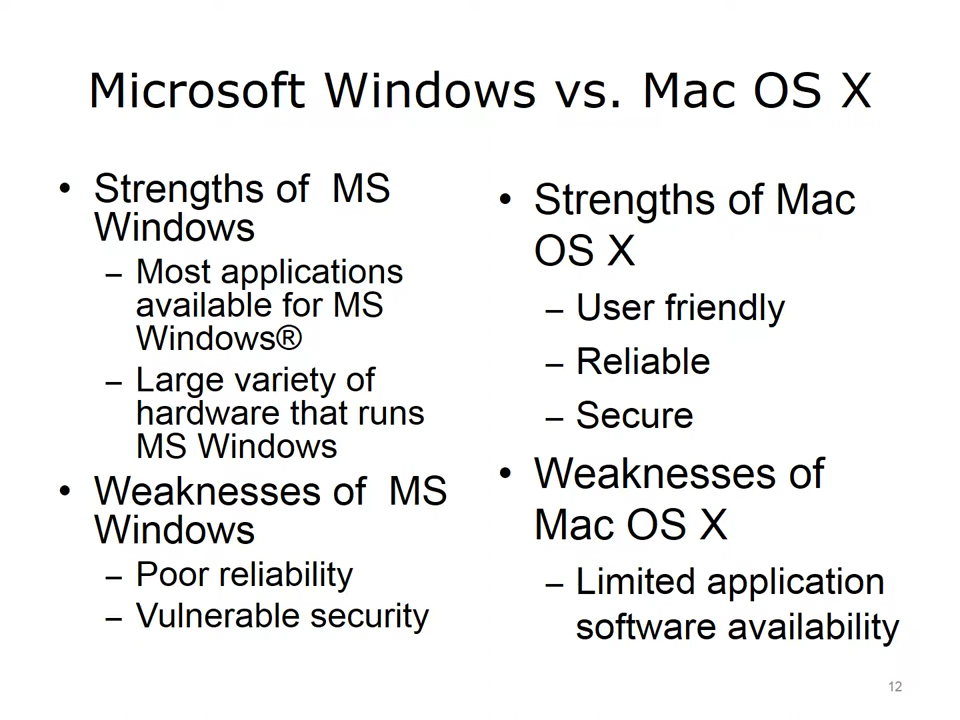 Microsoft Windows vs. Mac OS X
• Strengths of MS
Windows
– Most applications
available for MS
Windows®
– Large variety of
hardware that runs
MS Windows
• Weaknesses of MS
Windows
– Poor reliability
– Vulnerable security
• Strengths of Mac
OS X
– User friendly
– Reliable
– Secure
• Weaknesses of
Mac OS X
– Limited application
software availability
12